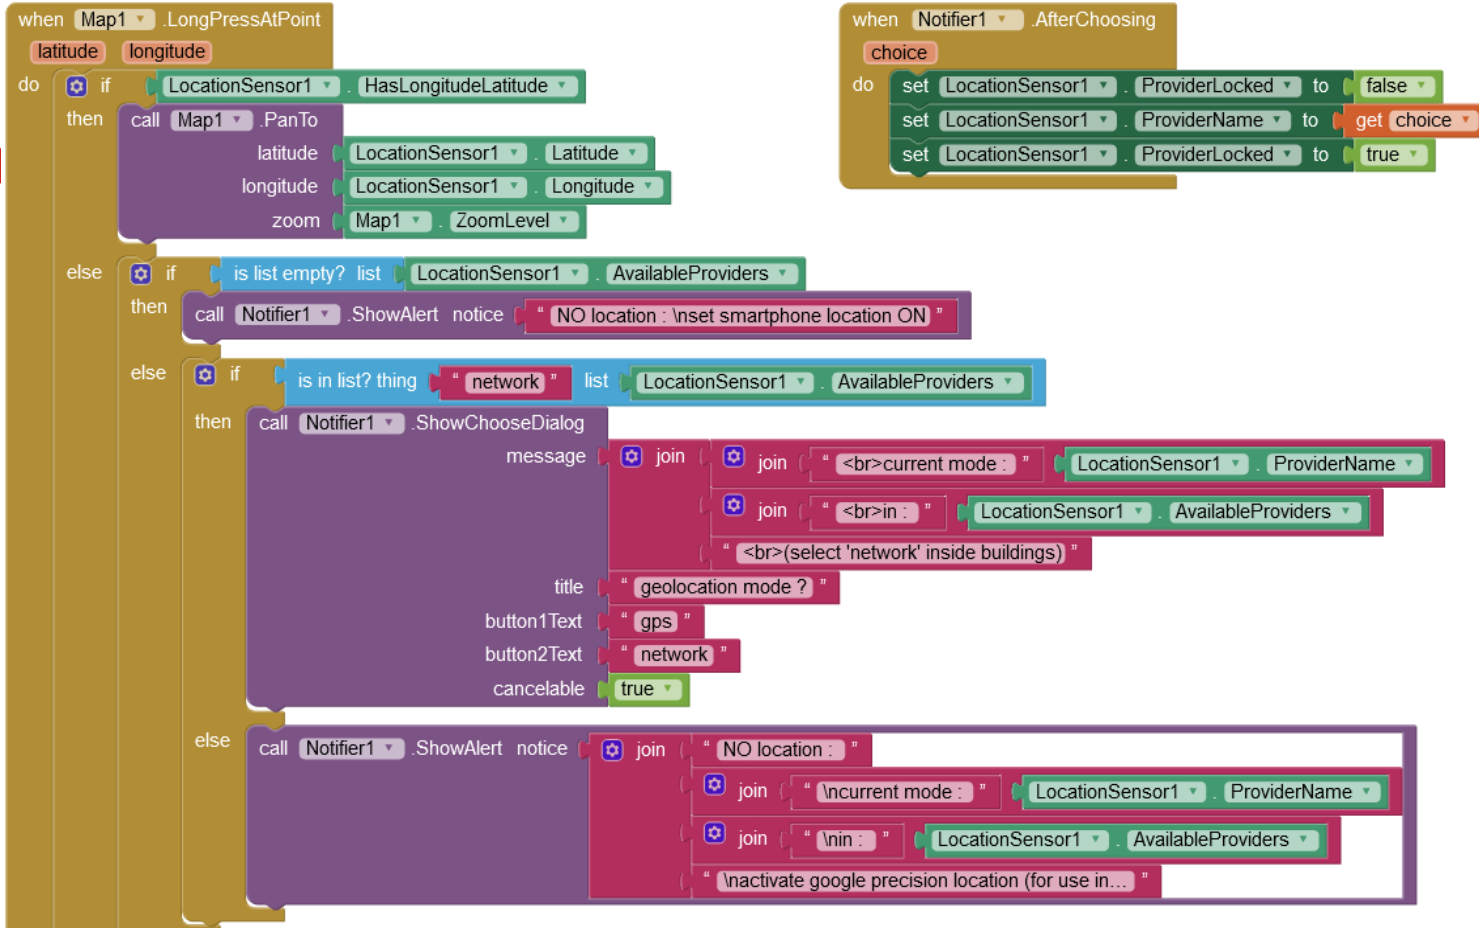 when Map1 .LongPressAtPoint
latitude longitude
do if LocationSensor1 . HasLongitudeLatitude
then call Map1 .PanTo
latitude LocationSensor1 . Latitude
longitude LocationSensor1 . Longitude
zoom Map1 . ZoomLevel
else if is list empty? list LocationSensor1 . AvailableProviders
then call Notifier1 .ShowAlert notice " NO location : \nset smartphone location ON "
else if is in list? thing " network " list LocationSensor1 . AvailableProviders
then call Notifier1 .ShowChooseDialog
message join join " <br>current mode : " LocationSensor1 . ProviderName
join " <br>in : " LocationSensor1 . AvailableProviders
" <br>(select 'network' inside buildings) "
title " geolocation mode ? "
button1Text " gps "
button2Text " network "
cancelable true
else call Notifier1 .ShowAlert notice join " NO location : "
join " \ncurrent mode : " LocationSensor1 . ProviderName
join " \nin : " LocationSensor1 . AvailableProviders
" \nactivate google precision location (for use in... "
when Notifier1 .AfterChoosing
choice
do set LocationSensor1 . ProviderLocked to false
set LocationSensor1 . ProviderName to get choice
set LocationSensor1 . ProviderLocked to true